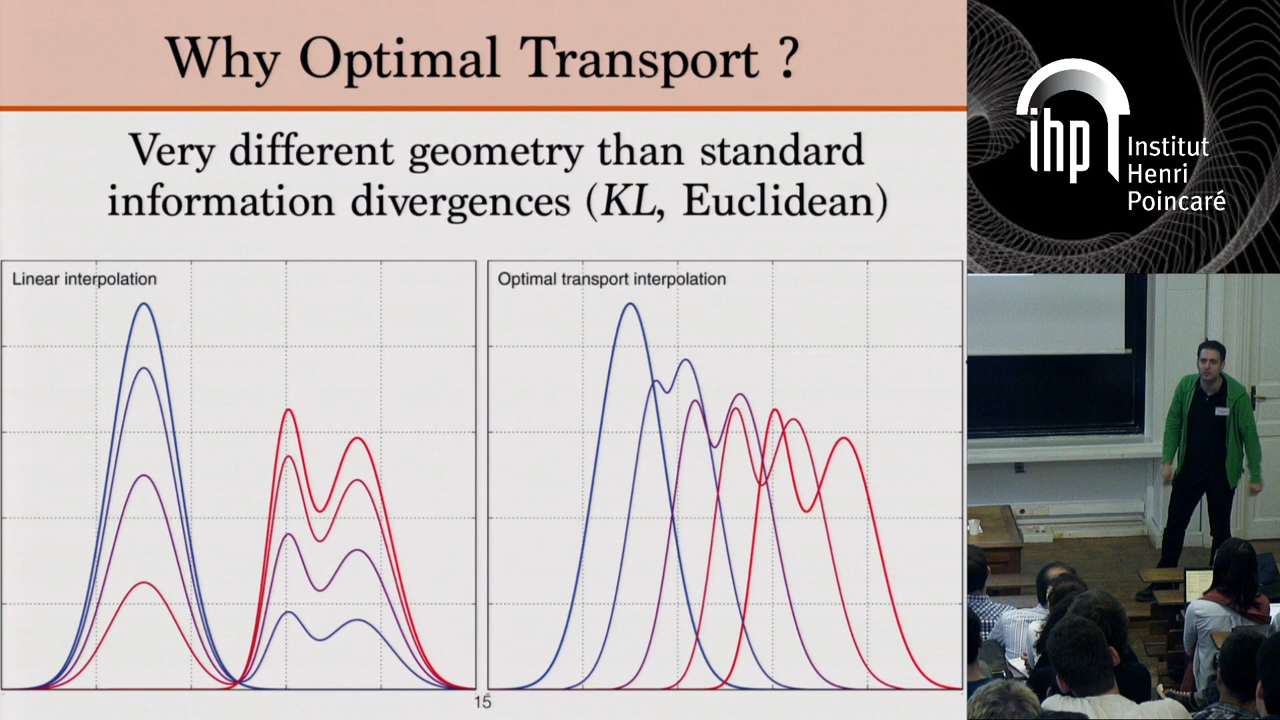 Why Optimal Transport ?
Very different geometry than standard
information divergences (KL, Euclidean)
Linear interpolation
Optimal transport interpolation
15
ihp
Institut
Henri
Poincaré